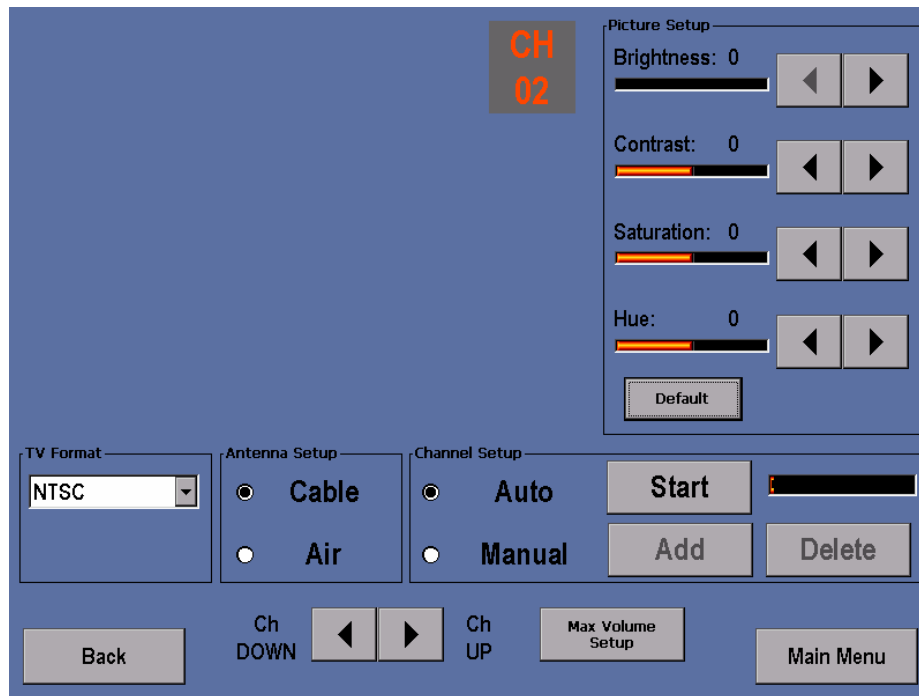 CH
02
Picture Setup
Brightness: 0
Contrast: 0
Saturation: 0
Hue: 0
Default
TV Format
NTSC
Antenna Setup
Cable
Air
Channel Setup
Auto
Manual
Start
Add
Delete
Back
Ch
DOWN
Ch
UP
Max Volume
Setup
Main Menu